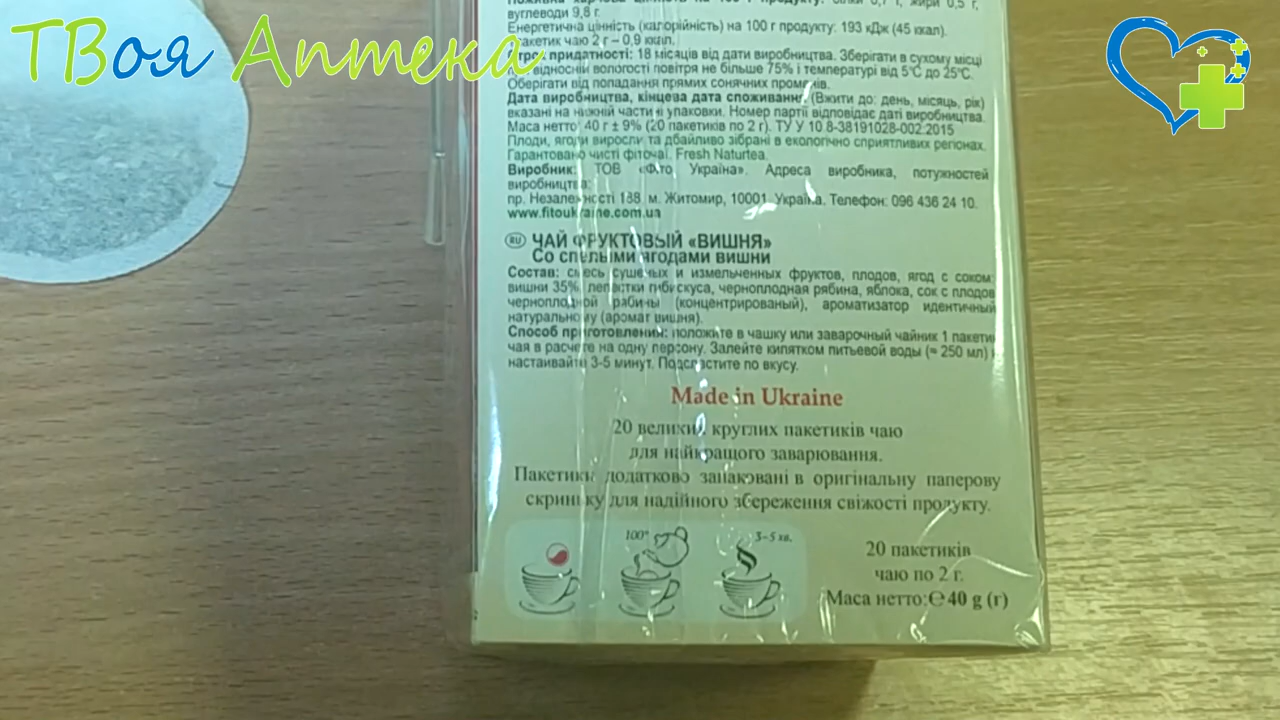 ТВоя Аптека
вуглеводи 9,8 г.
Енергетична цінність (калорійність) на 100 г продукту: 193 кДж (45 ккал).
пакетик чаю 2 г – 0,9 ккал.
Строк придатності: 18 місяців від дати виробництва. Зберігати в сухому місці
при відносній вологості повітря не більше 75% і температурі від 5°С до 25°С.
Оберігати від попадання прямих сонячних променів.
Дата виробництва, кінцева дата споживання: (Вжити до: день, місяць, рік)
вказані на нижній частині упаковки. Номер партії відповідає даті виробництва.
Маса нетто: 40 г ± 9% (20 пакетиків по 2 г). ТУ У 10.8-38191028-002:2015
Плоди, ягоди виросли та дбайливо зібрані в екологічно сприятливих регіонах.
Гарантовано чисті фіточаї. Fresh Naturtea.
Виробник: ТОВ «Фіто Україна». Адреса виробника, потужностей
виробництва:
пр. Незалежності 188, м. Житомир, 10001, Україна. Телефон: 096 436 24 10.
www.fitoukraine.com.ua
RU ЧАЙ ФРУКТОВЫЙ «ВИШНЯ»
Со спелыми ягодами вишни
Состав: смесь сушеных и измельченных фруктов, плодов, ягод с соком
вишни 35%, лепестки гибискуса, черноплодная рябина, яблока, сок с плодов
черноплодной рябины (концентрированый), ароматизатор идентичный
натуральному (аромат вишня).
Способ приготовления: положите в чашку или заварочный чайник 1 пакетик
чая в расчете на одну персону. Залейте кипятком питьевой воды (≈ 250 мл) и
настаивайте 3-5 минут. Подсластите по вкусу.
Made in Ukraine
20 великих круглих пакетиків чаю
для найкращого заварювання.
Пакетики додатково запаковані в оригінальну паперову
скриньку для надійного збереження свіжості продукту.
100°
3-5 хв.
20 пакетиків
чаю по 2 г.
Маса нетто:℮ 40 g (г)